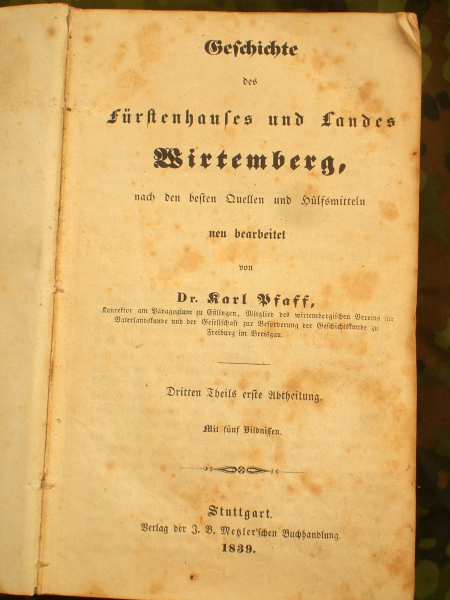 Geschichte
des
Fürstenhauses und Landes
Wirtemberg,
nach den besten Quellen und Hülfsmitteln
neu bearbeitet
von
Dr. Karl Pfaff,
Konrektor am Pädagogium zu Eßlingen, Mitglied des wirtembergischen Vereins für
Vaterlandskunde und der Gesellschaft zur Beförderung der Geschichtskunde zu
Freiburg im Breisgau.
Dritten Theils erste Abtheilung.
Mit fünf Bildnißen.
Stuttgart.
Verlag der J. B. Metzler'schen Buchhandlung.
1839.